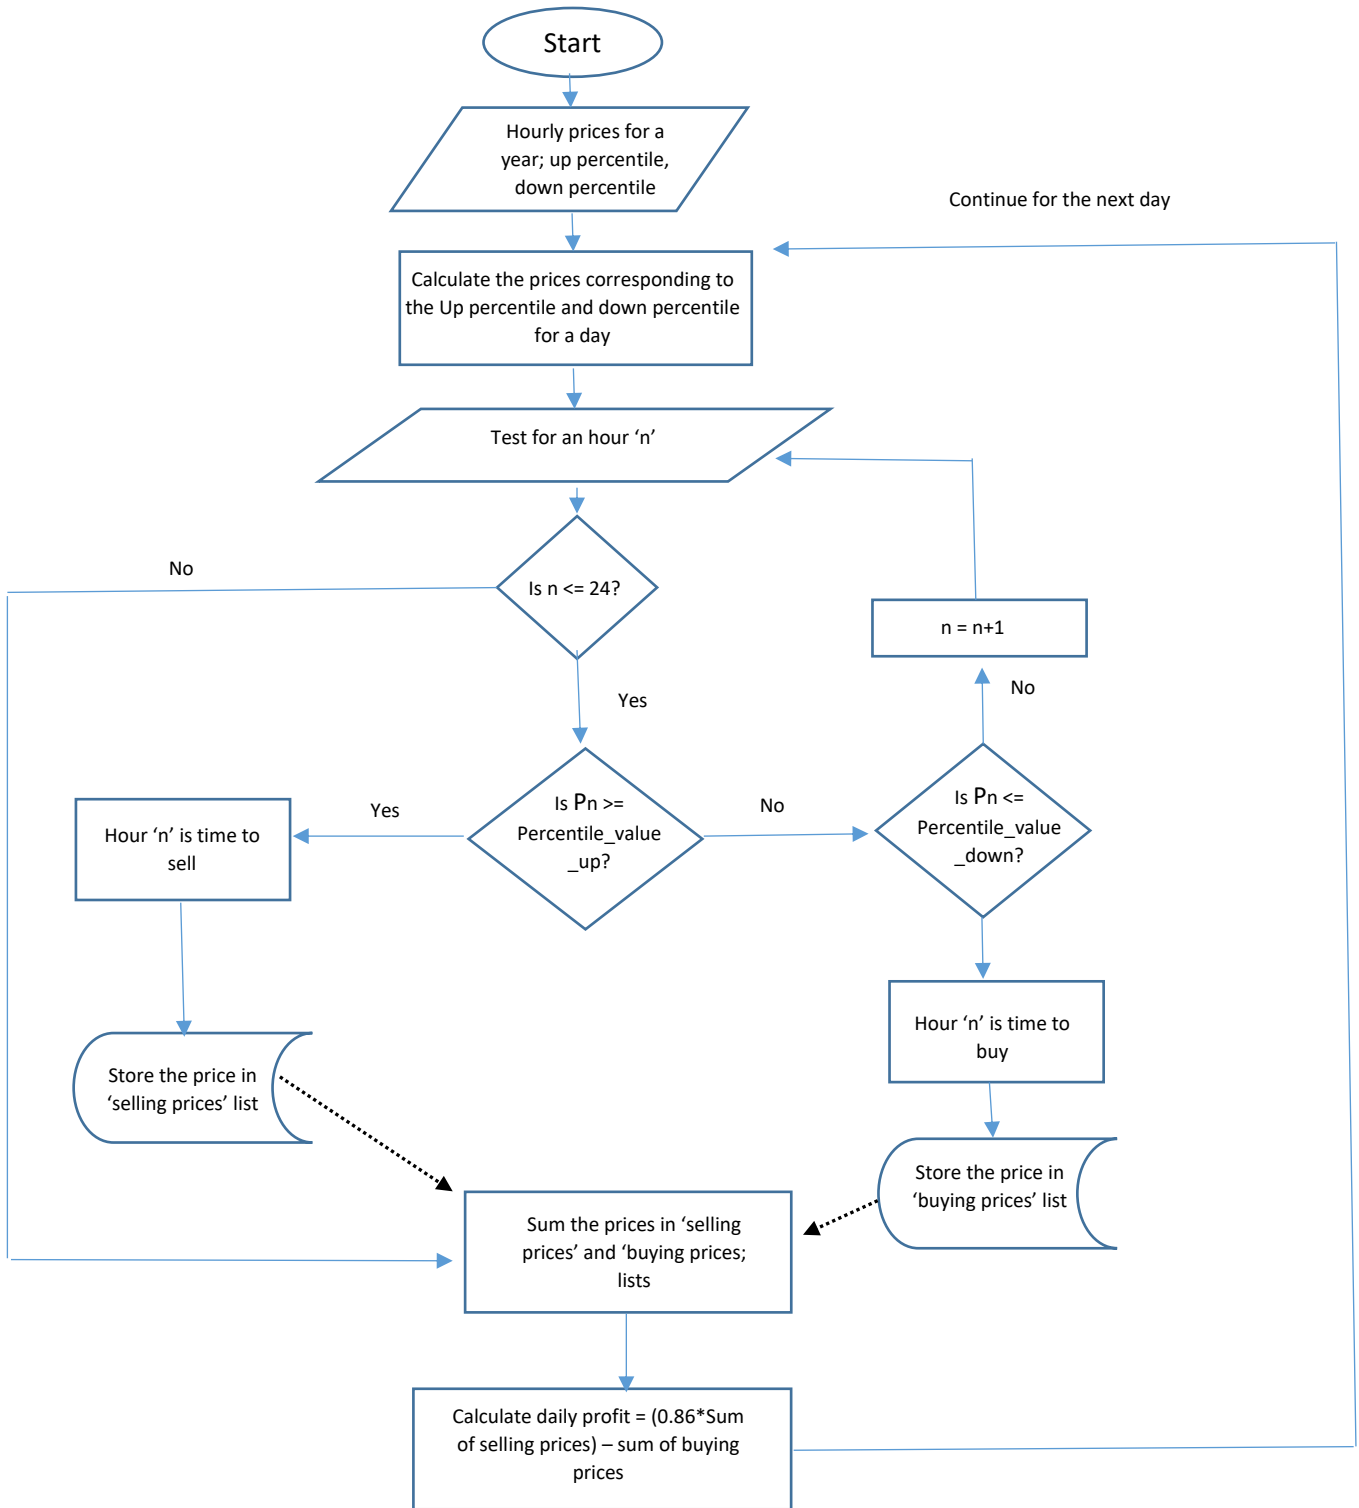 Start
Hourly prices for a
year; up percentile,
down percentile
Continue for the next day
Calculate the prices corresponding to
the Up percentile and down percentile
for a day
Test for an hour ‘n’
No
Is n <= 24?
n = n+1
No
Yes
Is Pn >=
Percentile_value
_up?
Yes
No
Is Pn <=
Percentile_value
_down?
Hour ‘n’ is time to
sell
Hour ‘n’ is time to
buy
Store the price in
‘selling prices’ list
Store the price in
‘buying prices’ list
Sum the prices in ‘selling
prices’ and ‘buying prices;
lists
Calculate daily profit = (0.86*Sum
of selling prices) – sum of buying
prices